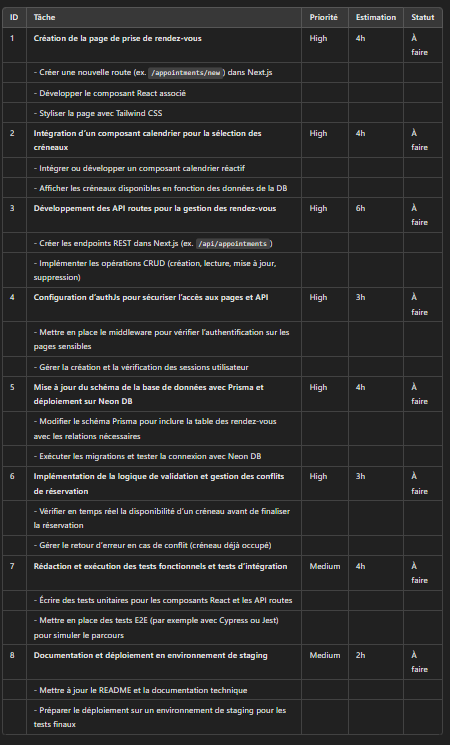 ID Tâche Priorité Estimation Statut
1 Création de la page de prise de rendez-vous High 4h À
faire
- Créer une nouvelle route (ex. /appointments/new) dans Next.js
- Développer le composant React associé
- Styliser la page avec Tailwind CSS
2 Intégration d'un composant calendrier pour la sélection des High 4h À
créneaux faire
- Intégrer ou développer un composant calendrier réactif
- Afficher les créneaux disponibles en fonction des données de la DB
3 Développement des API routes pour la gestion des rendez-vous High 6h À
faire
- Créer les endpoints REST dans Next.js (ex. /api/appointments)
- Implémenter les opérations CRUD (création, lecture, mise à jour,
suppression)
4 Configuration d'authJs pour sécuriser l'accès aux pages et API High 3h À
faire
- Mettre en place le middleware pour vérifier l'authentification sur les
pages sensibles
- Gérer la création et la vérification des sessions utilisateur
5 Mise à jour du schéma de la base de données avec Prisma et High 4h À
déploiement sur Neon DB faire
- Modifier le schéma Prisma pour inclure la table des rendez-vous
avec les relations nécessaires
- Exécuter les migrations et tester la connexion avec Neon DB
6 Implémentation de la logique de validation et gestion des conflits High 3h À
de réservation faire
- Vérifier en temps réel la disponibilité d'un créneau avant de finaliser
la réservation
- Gérer le retour d'erreur en cas de conflit (créneau déjà occupé)
7 Rédaction et exécution des tests fonctionnels et tests d'intégration Medium 4h À
faire
- Écrire des tests unitaires pour les composants React et les API routes
- Mettre en place des tests E2E (par exemple avec Cypress ou Jest)
pour simuler le parcours
8 Documentation et déploiement en environnement de staging Medium 2h À
faire
- Mettre à jour le README et la documentation technique
- Préparer le déploiement sur un environnement de staging pour les
tests finaux